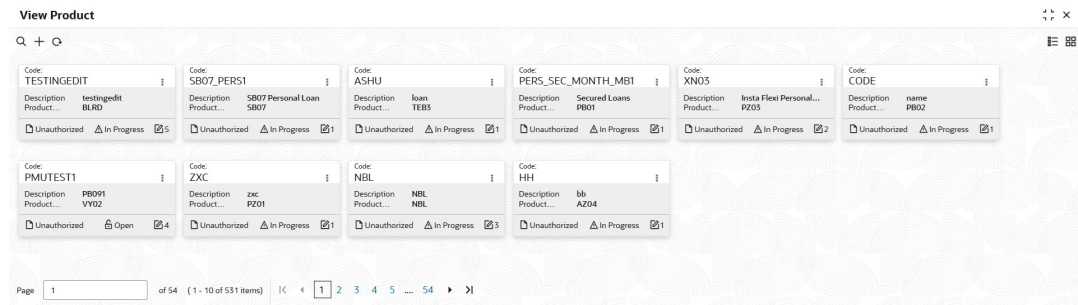 View Product
Code:
TESTINGEDIT
Description testingedit
Product... BLRD
Unauthorized In Progress 5
Code:
SB07_PERS1
Description SB07 Personal Loan
Product... SB07
Unauthorized In Progress 1
Code:
ASHU
Description loan
Product... TEB3
Unauthorized In Progress 1
Code:
PERS_SEC_MONTH_MB1
Description Secured Loans
Product... PB01
Unauthorized In Progress 1
Code:
XN03
Description Insta Flexi Personal...
Product... PZ03
Unauthorized In Progress 2
Code:
CODE
Description name
Product... PB02
Unauthorized In Progress 1
Code:
PMUTEST1
Description PB091
Product... VY02
Unauthorized Open 4
Code:
ZXC
Description zxc
Product... PZ01
Unauthorized In Progress 1
Code:
NBL
Description NBL
Product... NBL
Unauthorized In Progress 3
Code:
HH
Description bb
Product... AZ04
Unauthorized In Progress 1
Page 1 of 54 (1 - 10 of 531 items) 1 2 3 4 5 .... 54